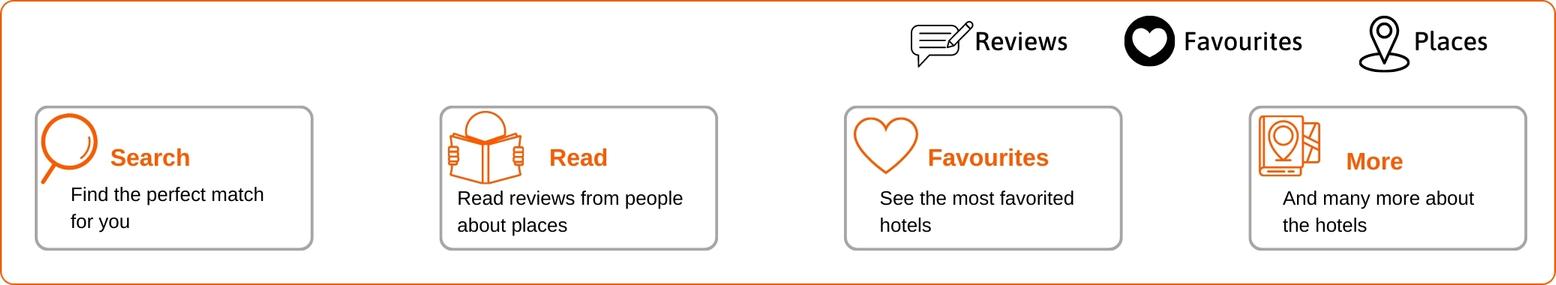 Reviews
Favourites
Places
Search
Find the perfect match
for you
Read
Read reviews from people
about places
Favourites
See the most favorited
hotels
More
And many more about
the hotels